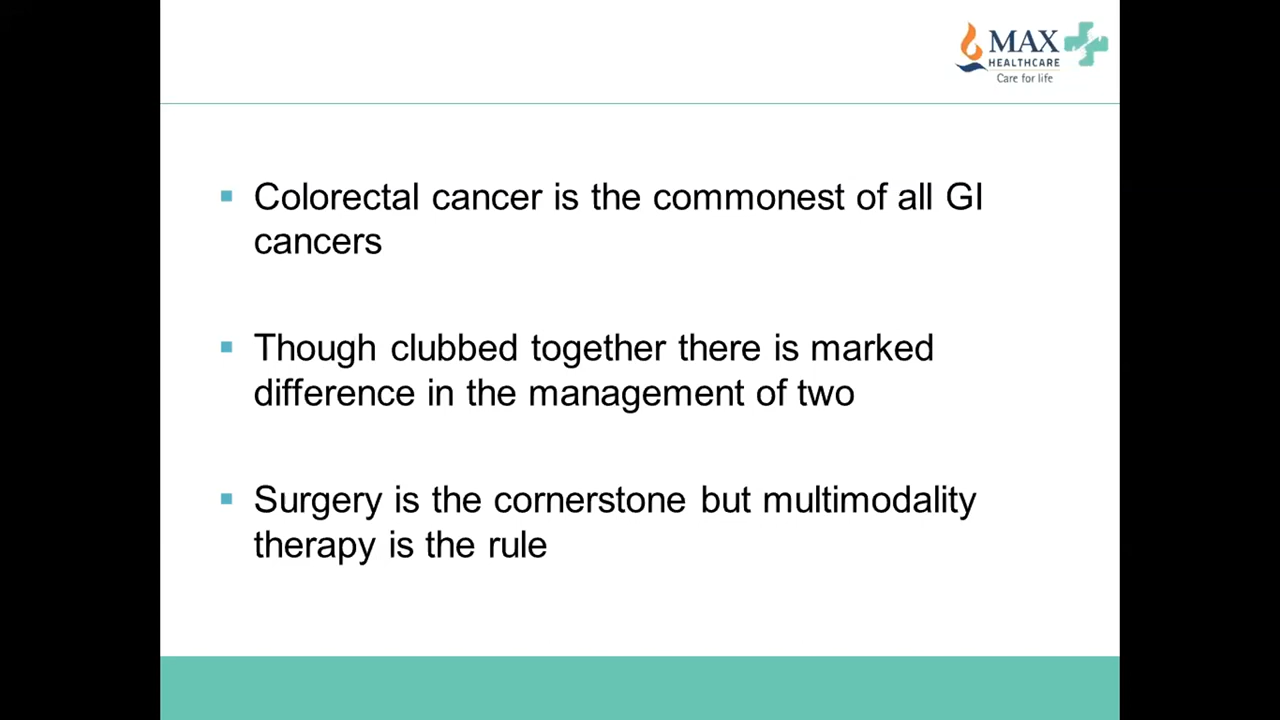 MAX
HEALTHCARE
Care for life
Colorectal cancer is the commonest of all GI
cancers
Though clubbed together there is marked
difference in the management of two
Surgery is the cornerstone but multimodality
therapy is the rule